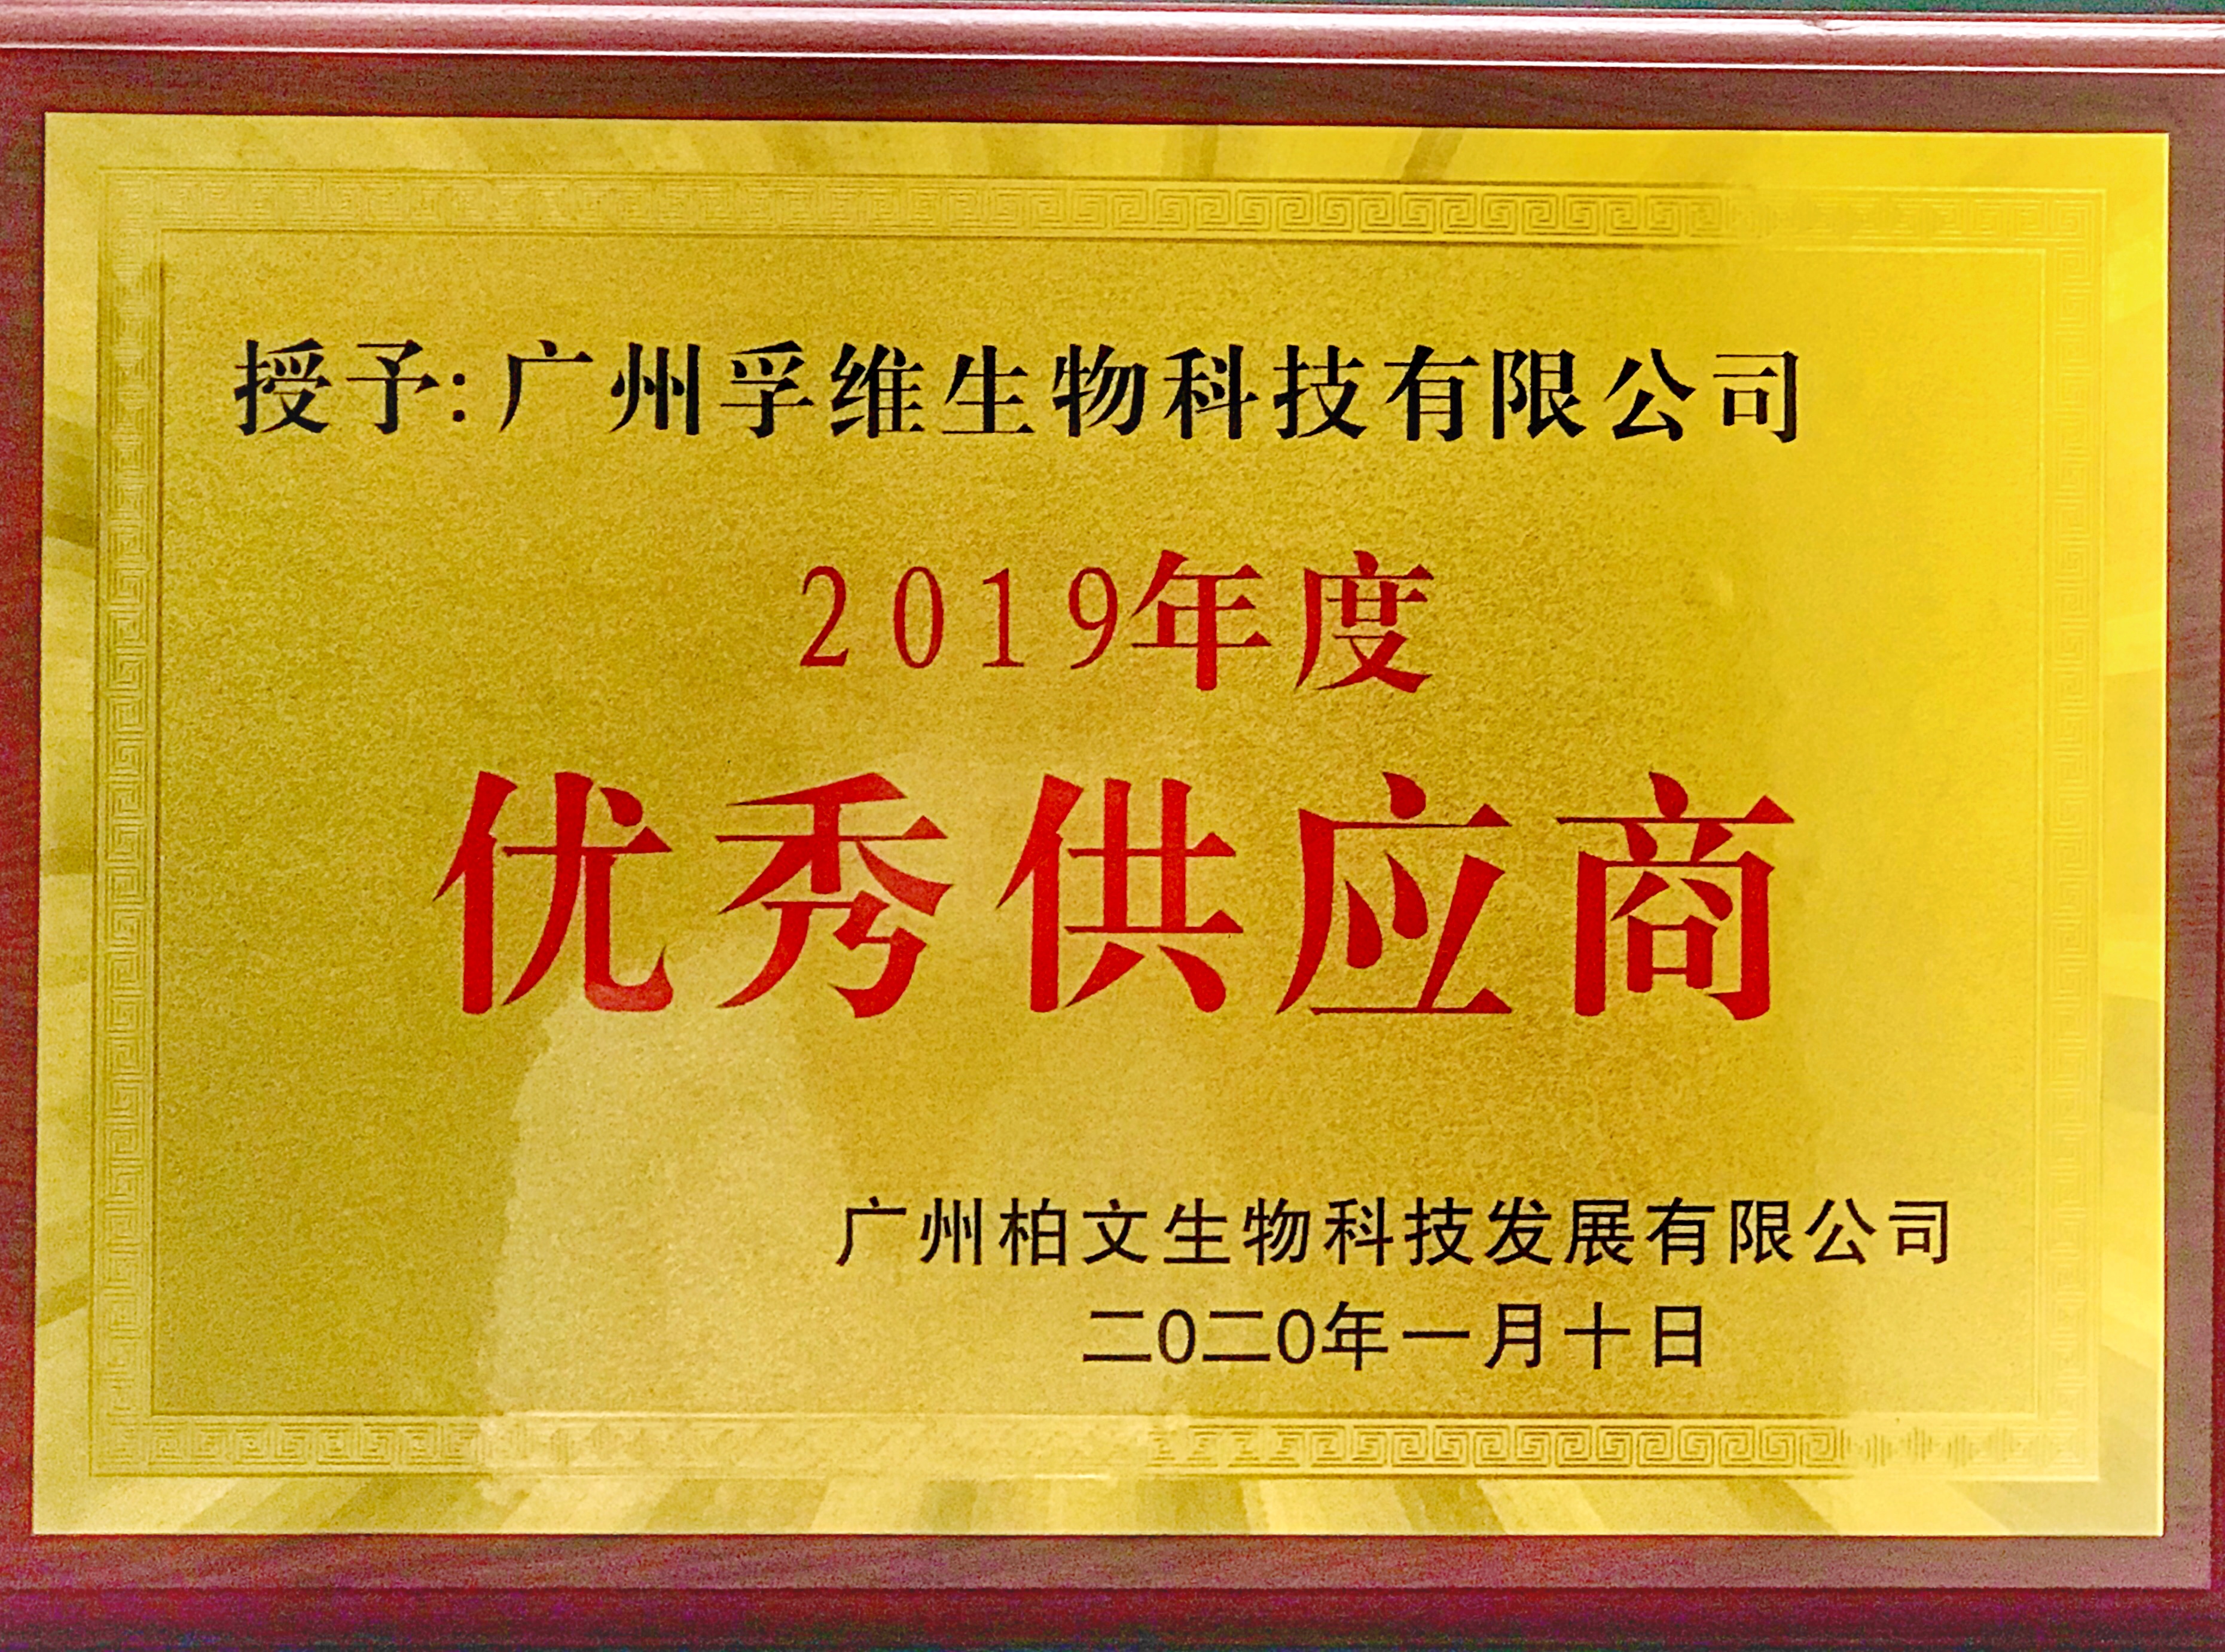 授予:广州孚维生物科技有限公司
2019年度
优秀供应商
广州柏文生物科技发展有限公司
二0二0年一月十日